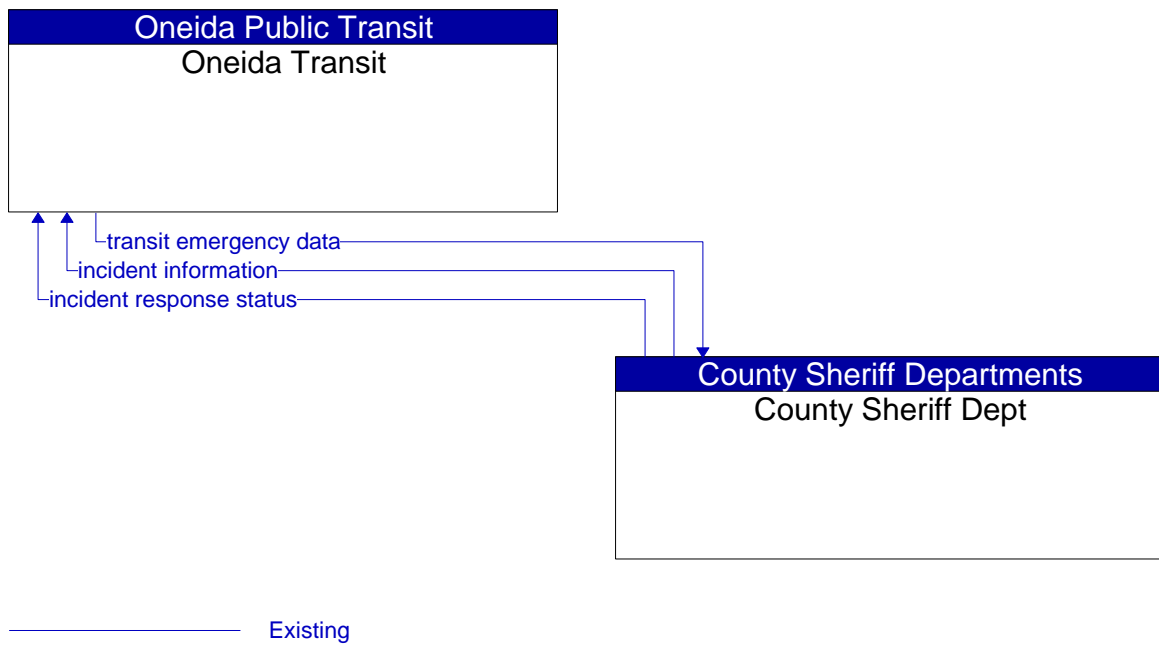 Oneida Public Transit
Oneida Transit
transit emergency data
incident information
incident response status
County Sheriff Departments
County Sheriff Dept
Existing